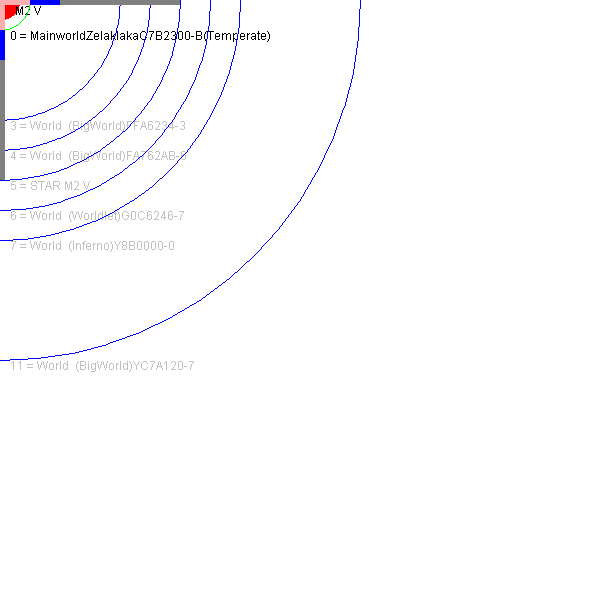 M2 V
0 = MainworldZelaklakaC7B2300-B(Temperate)
3 = World (BigWorld)FFA6234-3
4 = World (BigWorld)FA762AB-6
5 = STAR M2 V
6 = World (Worldlet)G0C6246-7
7 = World (Inferno)Y8B0000-0
11 = World (BigWorld)YC7A120-7